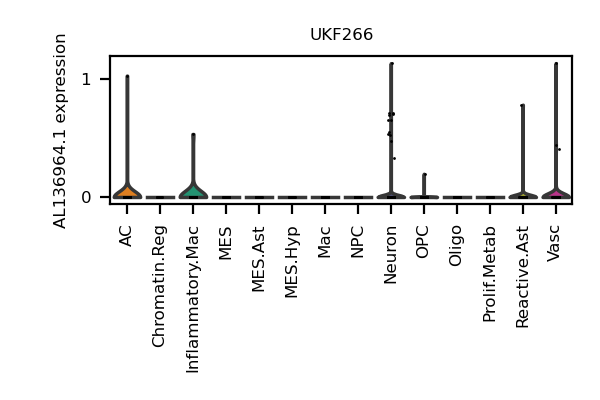 UKF266
AL136964.1 expression
1
0
AC
Chromatin.Reg
Inflammatory.Mac
MES
MES.Ast
MES.Hyp
Mac
NPC
Neuron
OPC
Oligo
Prolif.Metab
Reactive.Ast
Vasc